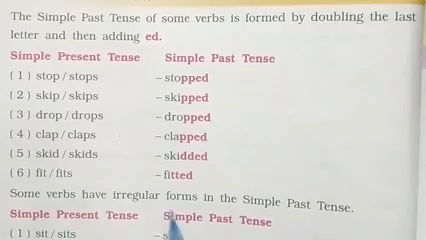 The Simple Past Tense of some verbs is formed by doubling the last
letter and then adding ed.
Simple Present Tense Simple Past Tense
( 1 ) stop / stops – stopped
( 2 ) skip / skips – skipped
( 3 ) drop / drops – dropped
( 4 ) clap / claps – clapped
( 5 ) skid / skids – skidded
( 6 ) fit / fits – fitted
Some verbs have irregular forms in the Simple Past Tense.
Simple Present Tense Simple Past Tense
( 1 ) sit / sits – s